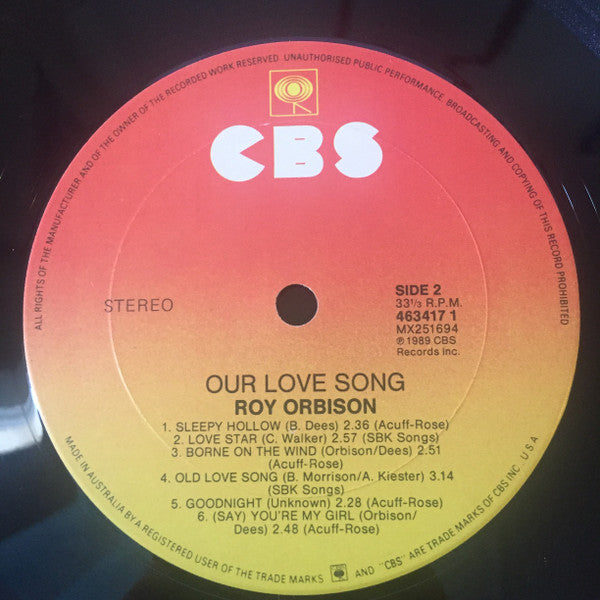 ALL RIGHTS OF THE MANUFACTURER AND OF THE OWNER OF THE RECORDED WORK RESERVED. UNAUTHORISED PUBLIC PERFORMANCE, BROADCASTING AND COPYING OF THIS RECORD PROHIBITED
CBS
STEREO
SIDE 2
33⅓ R.P.M.
463417 1
MX251694
℗ 1989 CBS
Records Inc.
OUR LOVE SONG
ROY ORBISON
1. SLEEPY HOLLOW (B. Dees) 2.36 (Acuff-Rose)
2. LOVE STAR (C. Walker) 2.57 (SBK Songs)
3. BORNE ON THE WIND (Orbison/Dees) 2.51
(Acuff-Rose)
4. OLD LOVE SONG (B. Morrison/A. Kiester) 3.14
(SBK Songs)
5. GOODNIGHT (Unknown) 2.28 (Acuff-Rose)
6. (SAY) YOU'RE MY GIRL (Orbison/
Dees) 2.48 (Acuff-Rose)
MADE IN AUSTRALIA BY A REGISTERED USER OF THE TRADE MARKS AND "CBS" ARE TRADE MARKS OF CBS INC U S A